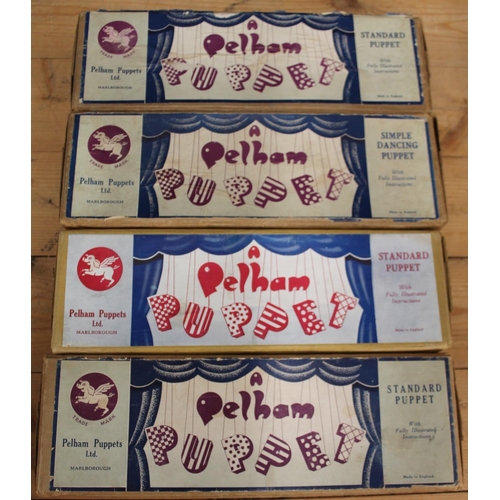 TRADE MARK
Pelham Puppets
Ltd.
MARLBOROUGH
A
Pelham
PUPPET
STANDARD
PUPPET
With
Fully Illustrated
Instructions
Made in England
TRADE MARK
Pelham Puppets
Ltd.
MARLBOROUGH
A
Pelham
PUPPET
SIMPLE
DANCING
PUPPET
With
Fully Illustrated
Instructions
Made in England
Pelham Puppets
Ltd.
MARLBOROUGH
A
Pelham
PUPPET
STANDARD
PUPPET
With
Fully Illustrated
Instructions
Made in England
TRADE MARK
Pelham Puppets
Ltd.
MARLBOROUGH
A
Pelham
PUPPET
STANDARD
PUPPET
With
Fully Illustrated
Instructions
Made in England